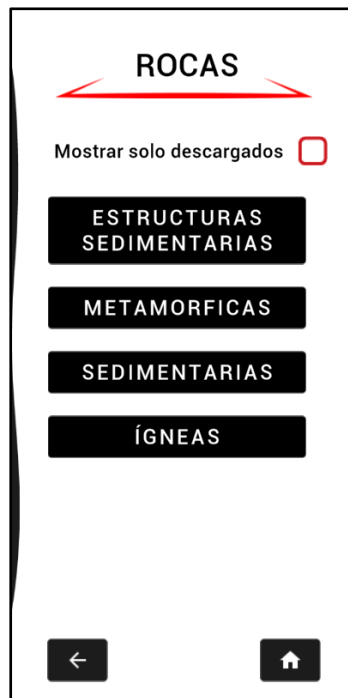 ROCAS
Mostrar solo descargados
ESTRUCTURAS
SEDIMENTARIAS
METAMORFICAS
SEDIMENTARIAS
ÍGNEAS